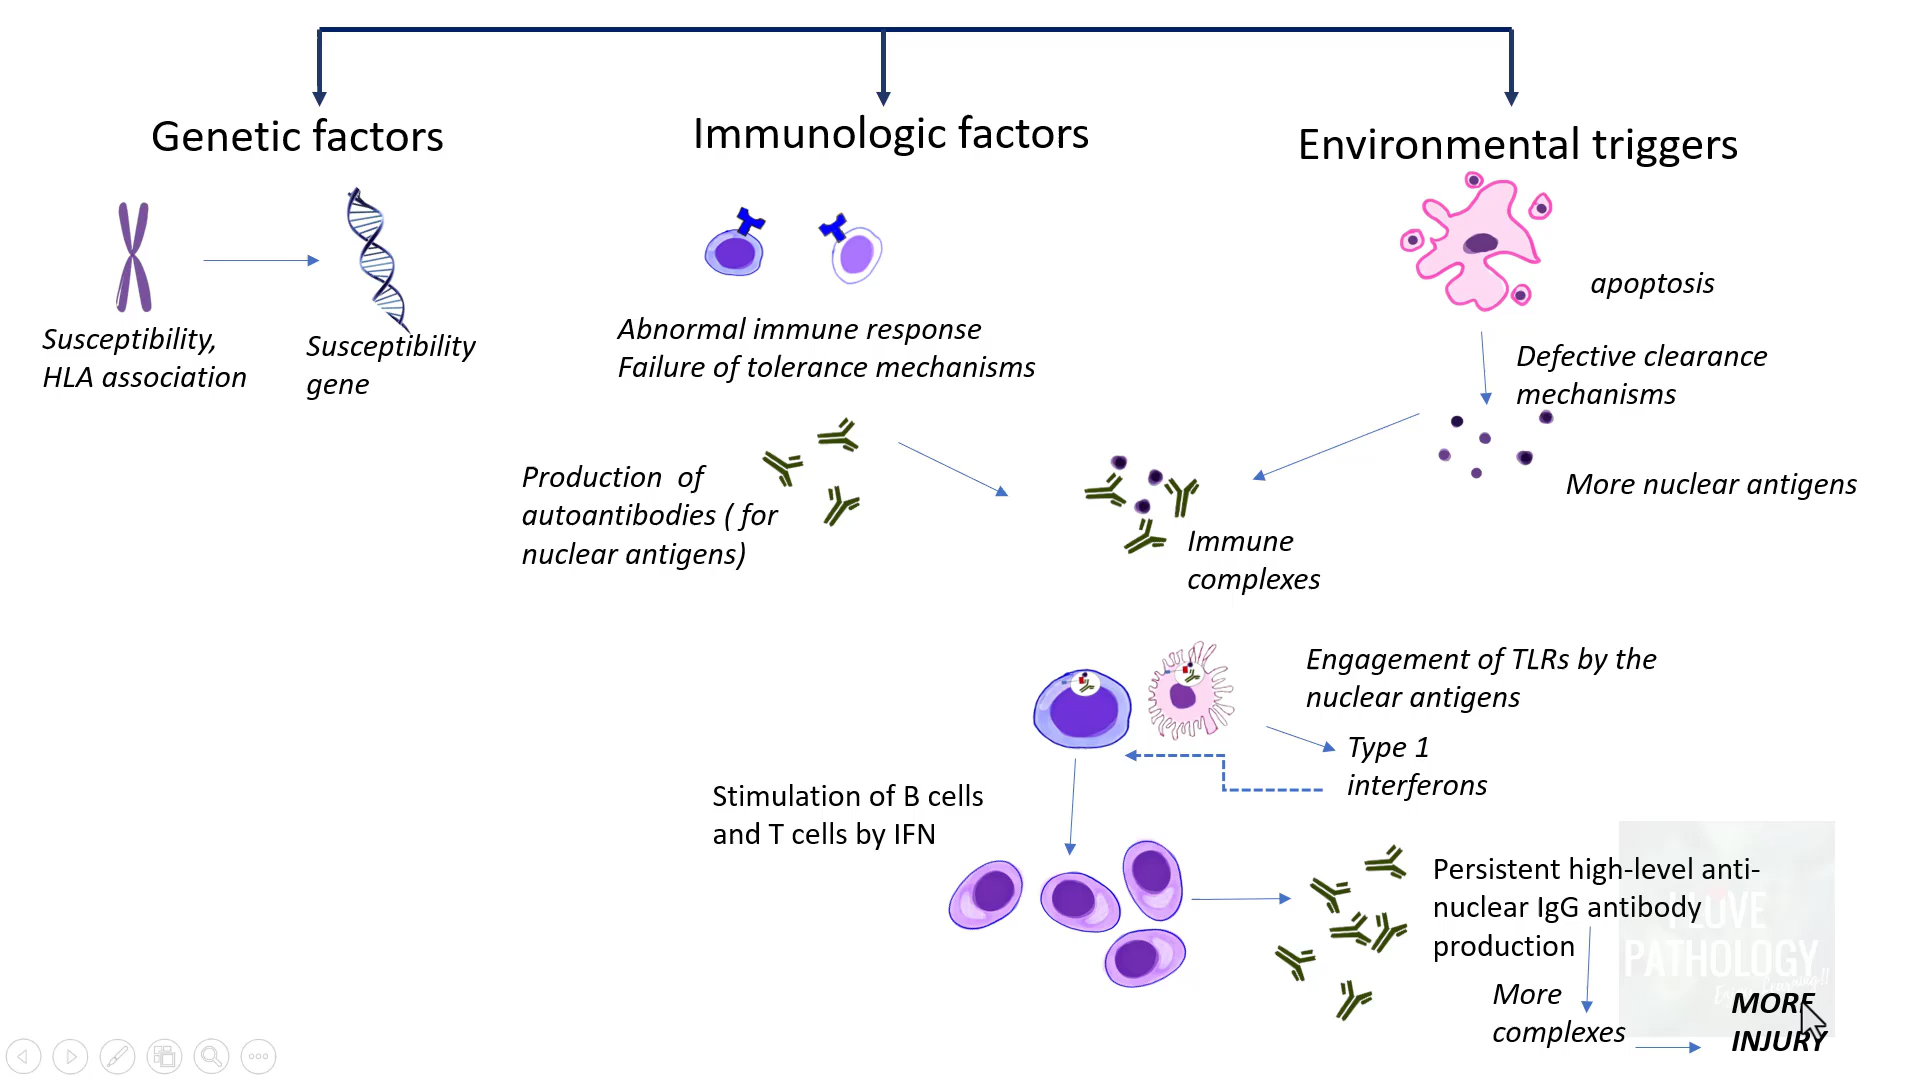 Genetic factors
Immunologic factors
Environmental triggers
Susceptibility,
HLA association
Susceptibility
gene
Abnormal immune response
Failure of tolerance mechanisms
apoptosis
Defective clearance
mechanisms
More nuclear antigens
Production of
autoantibodies ( for
nuclear antigens)
Immune
complexes
Engagement of TLRs by the
nuclear antigens
Type 1
interferons
Stimulation of B cells
and T cells by IFN
Persistent high-level anti-
nuclear IgG antibody
production
More
complexes
MORE
INJURY
I LOVE
PATHOLOGY